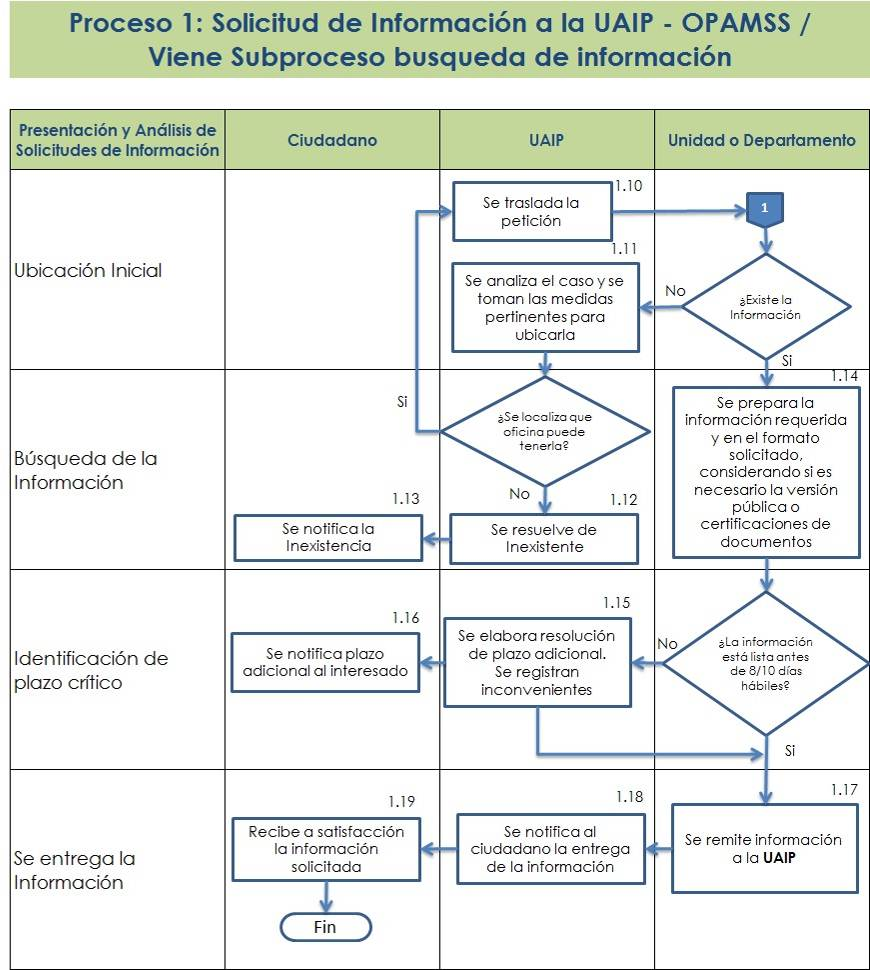 Proceso 1: Solicitud de Información a la UAIP - OPAMSS /
Viene Subproceso busqueda de información
Presentación y Análisis de
Solicitudes de Información
Ciudadano
UAIP
Unidad o Departamento
Ubicación Inicial
1.10
Se traslada la
petición
1
1.11
Se analiza el caso y se
toman las medidas
pertinentes para
ubicarla
No
¿Existe la
Información
Si
Búsqueda de la
Información
Si
¿Se localiza que
oficina puede
tenerla?
No
1.12
Se resuelve de
Inexistente
1.13
Se notifica la
Inexistencia
1.14
Se prepara la
información requerida
y en el formato
solicitado,
considerando si es
necesario la versión
pública o
certificaciones de
documentos
Identificación de
plazo crítico
1.16
Se notifica plazo
adicional al interesado
1.15
Se elabora resolución
de plazo adicional.
Se registran
inconvenientes
No
¿La información
está lista antes
de 8/10 días
hábiles?
Si
Se entrega la
Información
1.19
Recibe a satisfacción
la información
solicitada
Fin
1.18
Se notifica al
ciudadano la entrega
de la información
1.17
Se remite información
a la UAIP